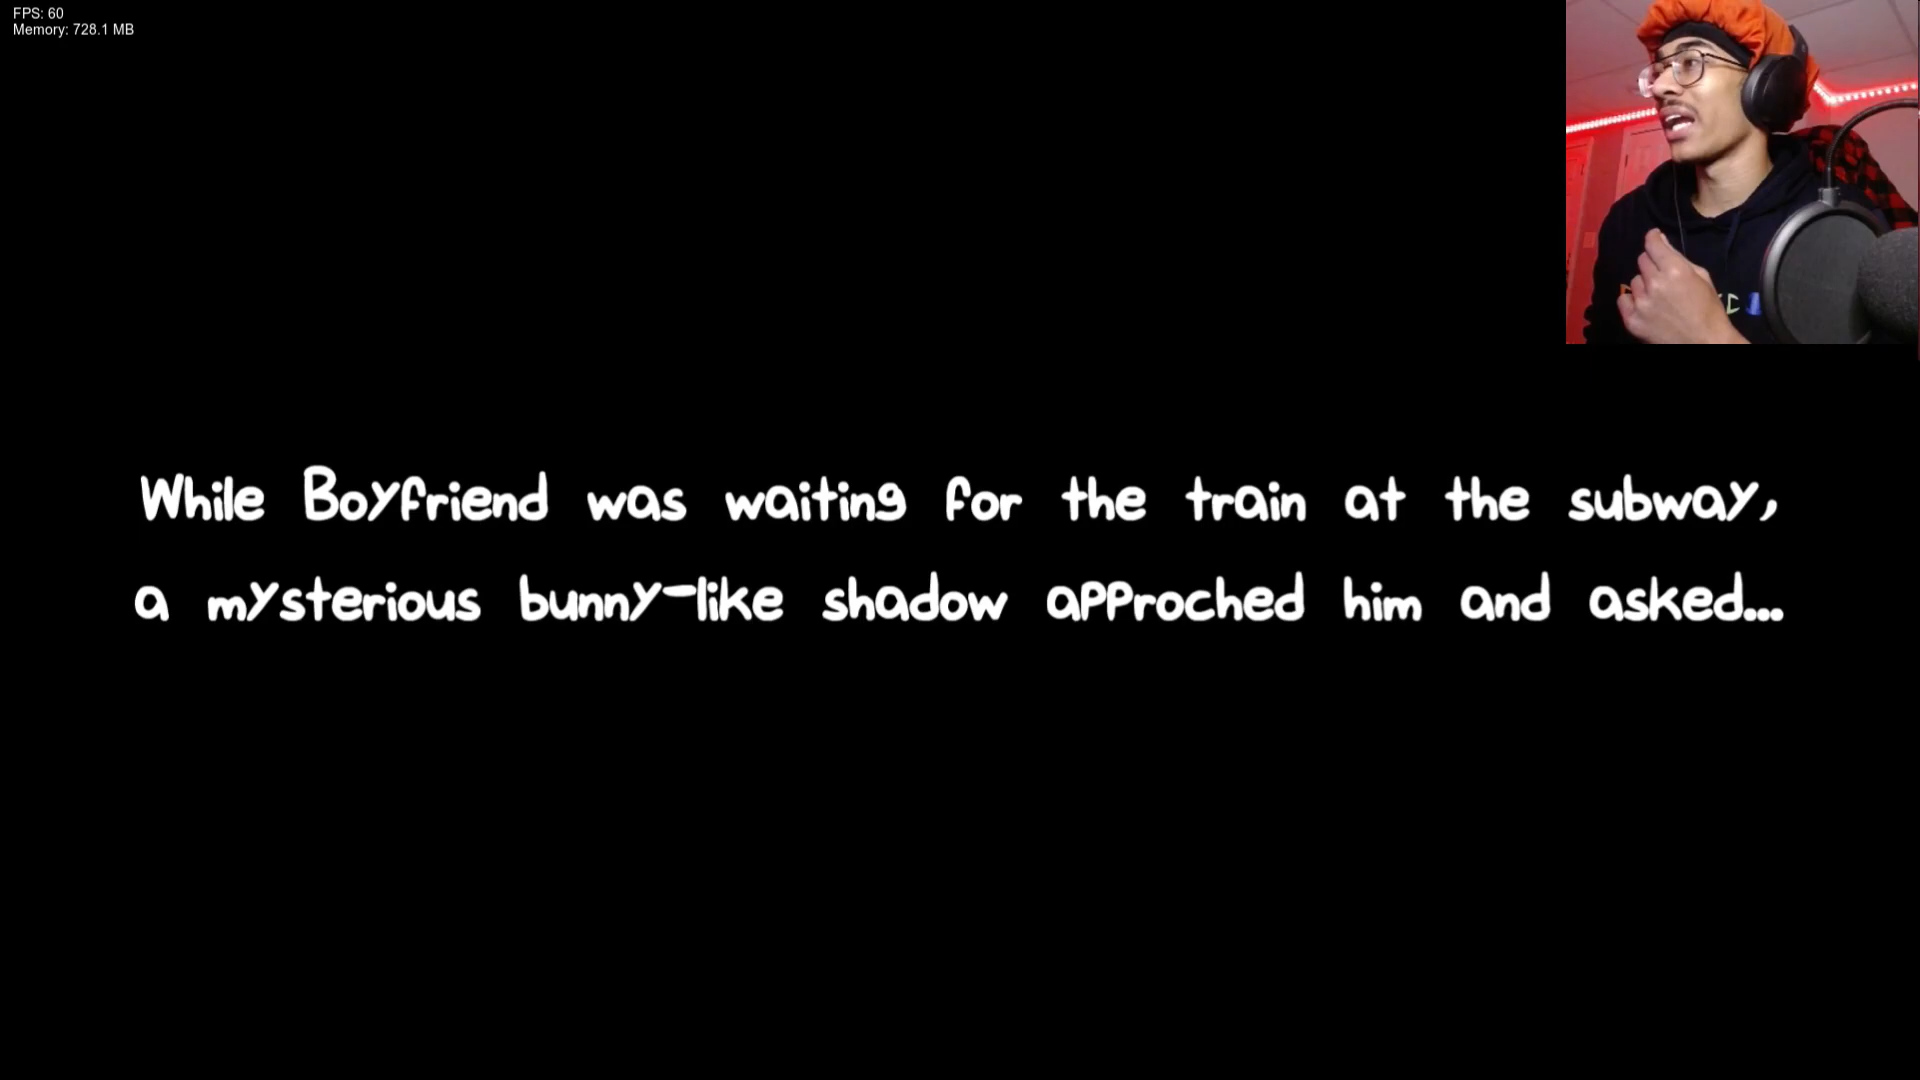 FPS: 60
Memory: 728.1 MB
While Boyfriend was waiting for the train at the subway,
a mysterious bunny-like shadow approched him and asked...